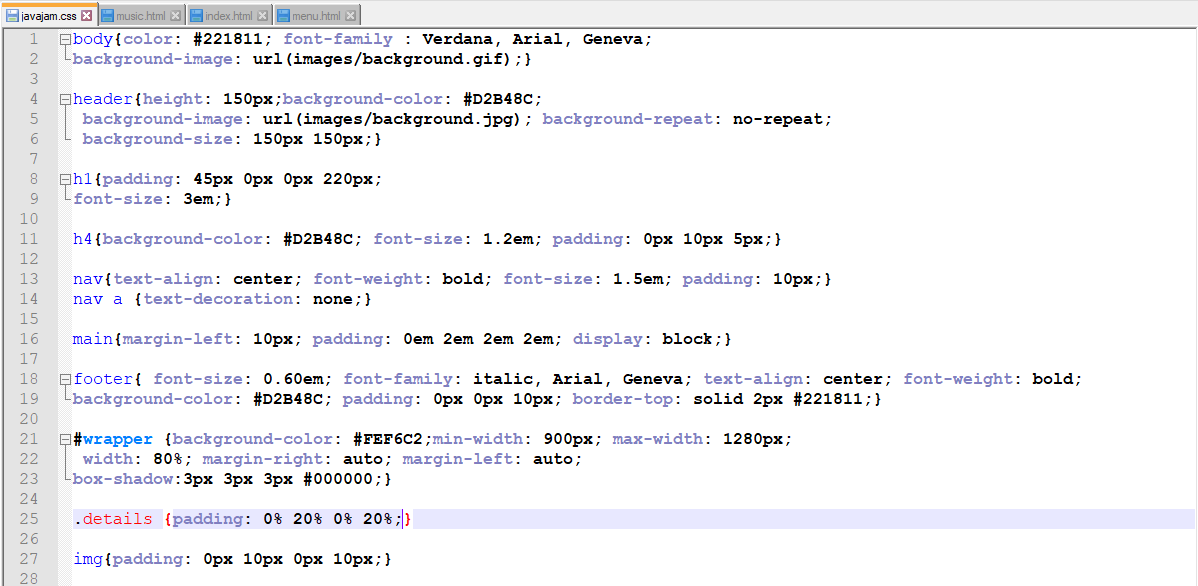 javajam.css music.html index.html menu.html
1 body{color: #221811; font-family : Verdana, Arial, Geneva;
2 background-image: url(images/background.gif);}
3
4 header{height: 150px;background-color: #D2B48C;
5 background-image: url(images/background.jpg); background-repeat: no-repeat;
6 background-size: 150px 150px;}
7
8 h1{padding: 45px 0px 0px 220px;
9 font-size: 3em;}
10
11 h4{background-color: #D2B48C; font-size: 1.2em; padding: 0px 10px 5px;}
12
13 nav{text-align: center; font-weight: bold; font-size: 1.5em; padding: 10px;}
14 nav a {text-decoration: none;}
15
16 main{margin-left: 10px; padding: 0em 2em 2em 2em; display: block;}
17
18 footer{ font-size: 0.60em; font-family: italic, Arial, Geneva; text-align: center; font-weight: bold;
19 background-color: #D2B48C; padding: 0px 0px 10px; border-top: solid 2px #221811;}
20
21 #wrapper {background-color: #FEF6C2;min-width: 900px; max-width: 1280px;
22 width: 80%; margin-right: auto; margin-left: auto;
23 box-shadow:3px 3px 3px #000000;}
24
25 .details {padding: 0% 20% 0% 20%;}
26
27 img{padding: 0px 10px 0px 10px;}
28